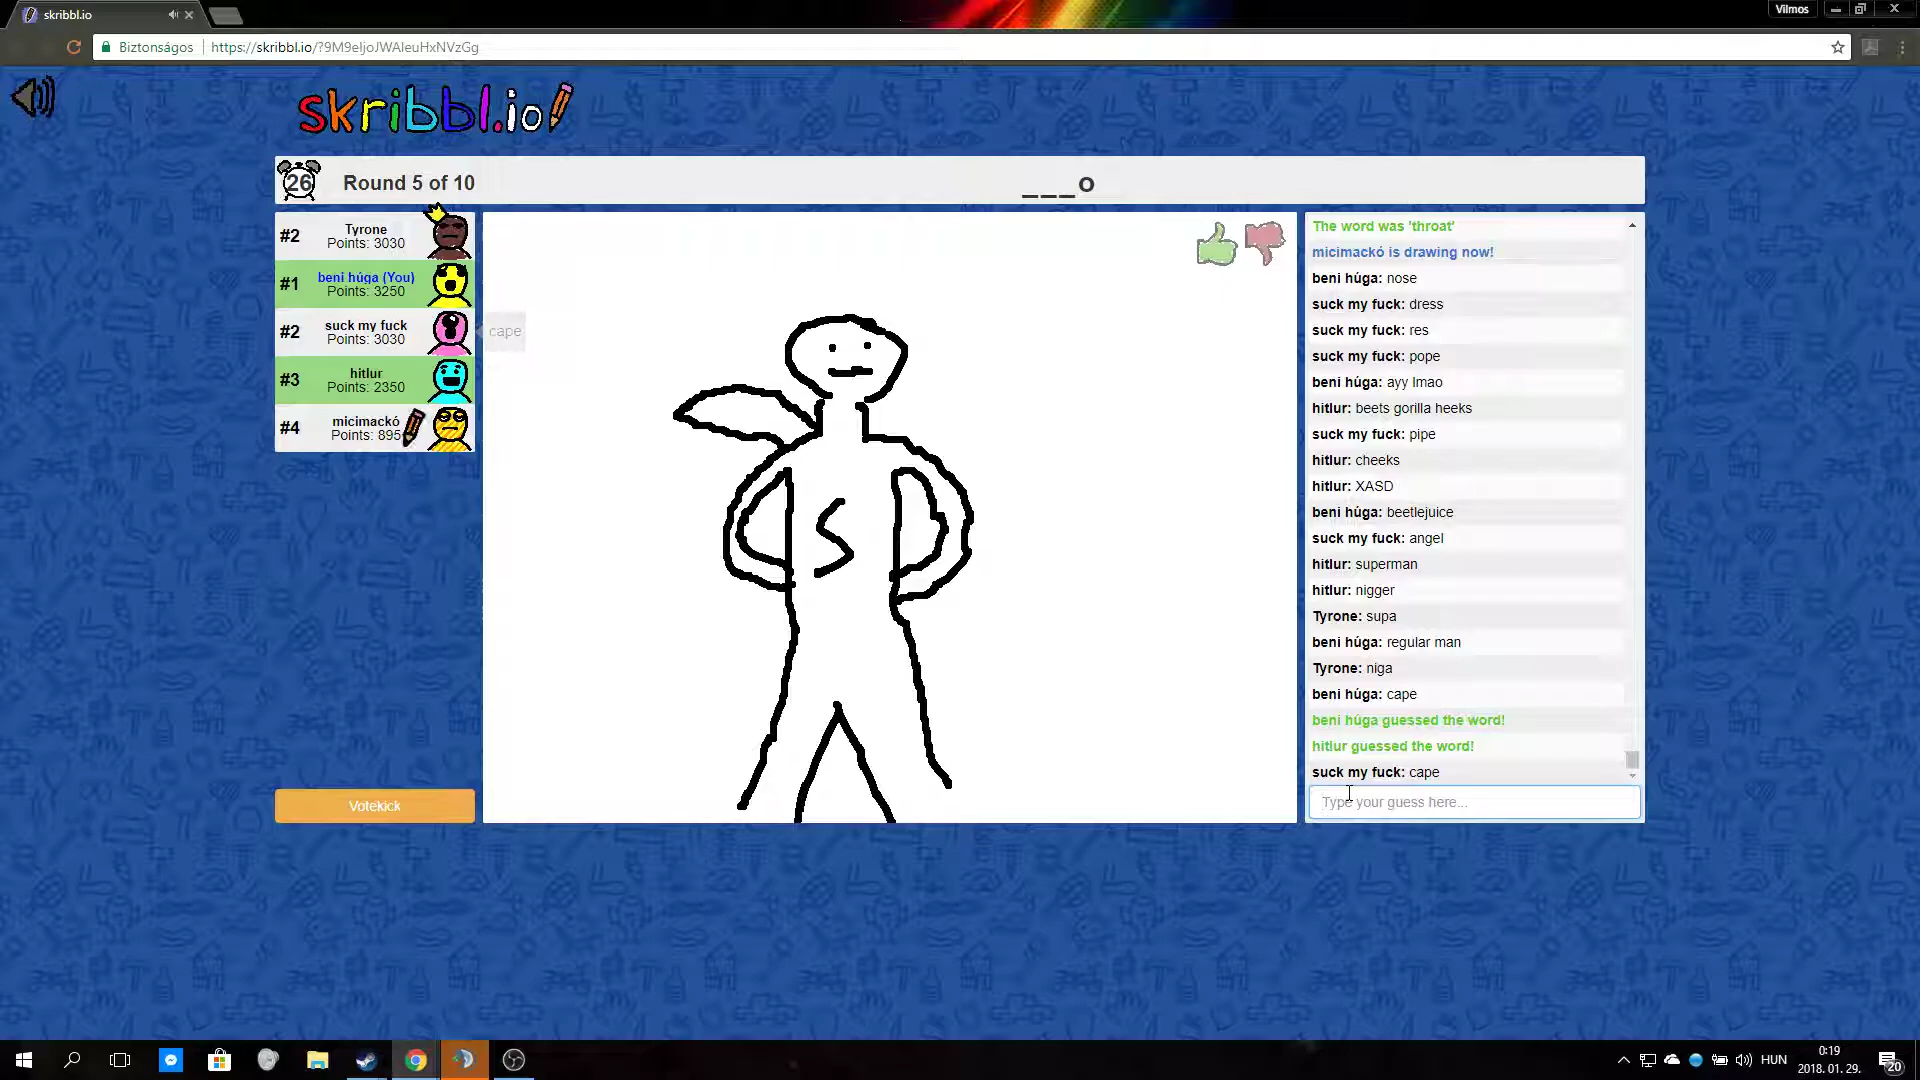 skribbl.io
Vilmos
Biztonságos
https://skribbl.io/?9M9eIjoJWAleuHxNVzGg
skribbl.io
26
Round 5 of 10
___o
#2
Tyrone
Points: 3030
#1
beni húga (You)
Points: 3250
#2
suck my fuck
Points: 3030
cape
#3
hitlur
Points: 2350
#4
micimackó
Points: 895
Votekick
S
The word was 'throat'
micimackó is drawing now!
beni húga: nose
suck my fuck: dress
suck my fuck: res
suck my fuck: pope
beni húga: ayy lmao
hitlur: beets gorilla heeks
suck my fuck: pipe
hitlur: cheeks
hitlur: XASD
beni húga: beetlejuice
suck my fuck: angel
hitlur: superman
hitlur: nigger
Tyrone: supa
beni húga: regular man
Tyrone: niga
beni húga: cape
beni húga guessed the word!
hitlur guessed the word!
suck my fuck: cape
Type your guess here...
HUN
0:19
2018. 01. 29.
20